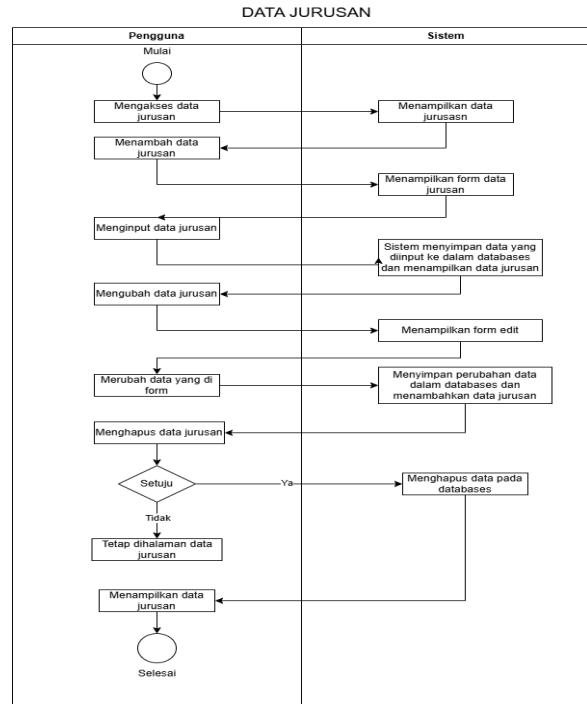 DATA JURUSAN
Pengguna
Sistem
Mulai
Mengakses data
jurusan
Menampilkan data
jurusasn
Menambah data
jurusan
Menampilkan form data
jurusan
Menginput data jurusan
Sistem menyimpan data yang
diinput ke dalam databases
dan menampilkan data jurusan
Mengubah data jurusan
Menampilkan form edit
Merubah data yang di
form
Menyimpan perubahan data
dalam databases dan
menambahkan data jurusan
Menghapus data jurusan
Setuju
Ya
Menghapus data pada
databases
Tidak
Tetap dihalaman data
jurusan
Menampilkan data
jurusan
Selesai